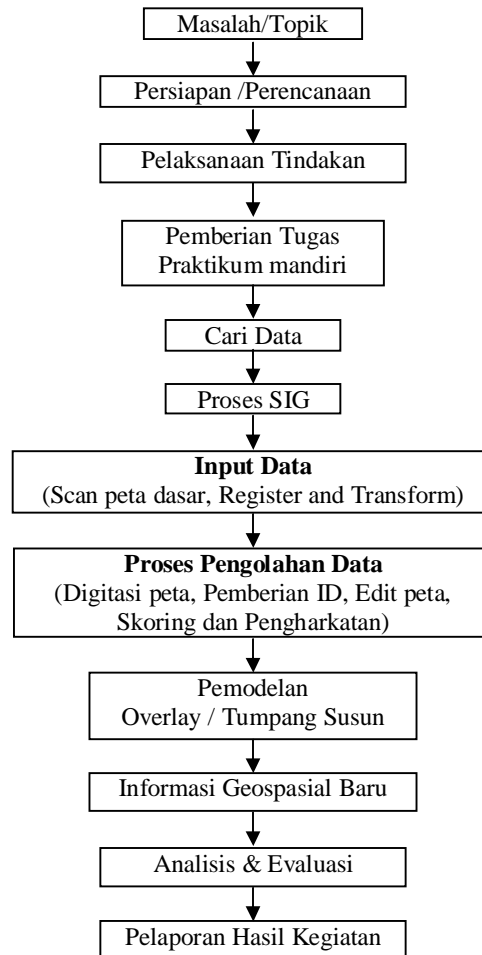 Masalah/Topik
Persiapan /Perencanaan
Pelaksanaan Tindakan
Pemberian Tugas
Praktikum mandiri
Cari Data
Proses SIG
Input Data
(Scan peta dasar, Register and Transform)
Proses Pengolahan Data
(Digitasi peta, Pemberian ID, Edit peta,
Skoring dan Pengharkatan)
Pemodelan
Overlay / Tumpang Susun
Informasi Geospasial Baru
Analisis & Evaluasi
Pelaporan Hasil Kegiatan